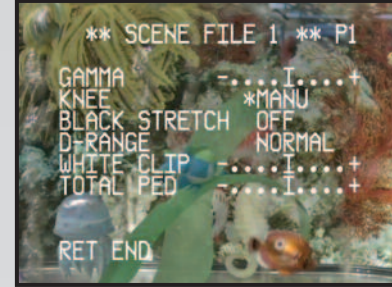 ** SCENE FILE 1 ** P1
GAMMA -....I....+
KNEE *MANU
BLACK STRETCH OFF
D-RANGE NORMAL
WHITE CLIP -....I....+
TOTAL PED -....I....+
RET END